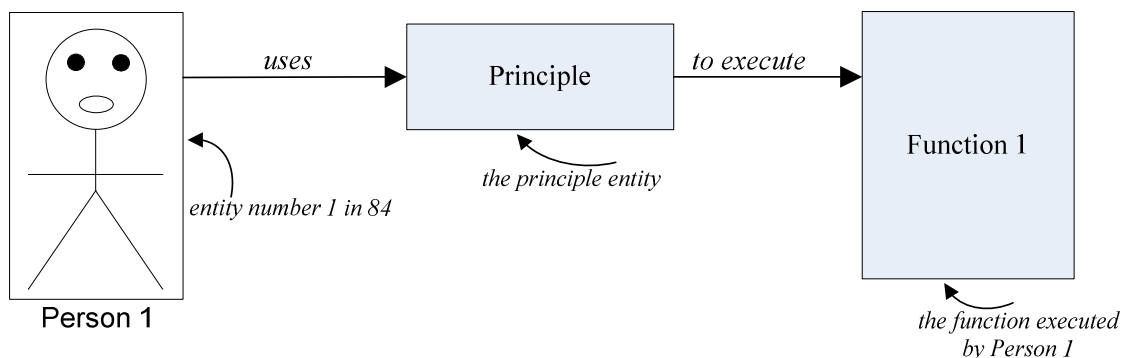 uses
Principle
to execute
Function 1
the principle entity
entity number 1 in 84
Person 1
the function executed
by Person 1